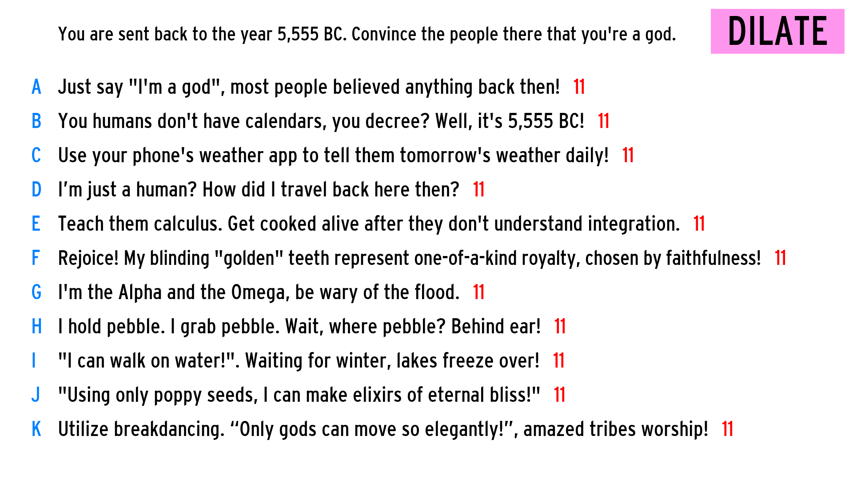 You are sent back to the year 5,555 BC. Convince the people there that you're a god.
DILATE
A Just say "I'm a god", most people believed anything back then! 11
B You humans don't have calendars, you decree? Well, it's 5,555 BC! 11
C Use your phone's weather app to tell them tomorrow's weather daily! 11
D I’m just a human? How did I travel back here then? 11
E Teach them calculus. Get cooked alive after they don't understand integration. 11
F Rejoice! My blinding "golden" teeth represent one-of-a-kind royalty, chosen by faithfulness! 11
G I'm the Alpha and the Omega, be wary of the flood. 11
H I hold pebble. I grab pebble. Wait, where pebble? Behind ear! 11
I "I can walk on water!". Waiting for winter, lakes freeze over! 11
J "Using only poppy seeds, I can make elixirs of eternal bliss!" 11
K Utilize breakdancing. “Only gods can move so elegantly!”, amazed tribes worship! 11